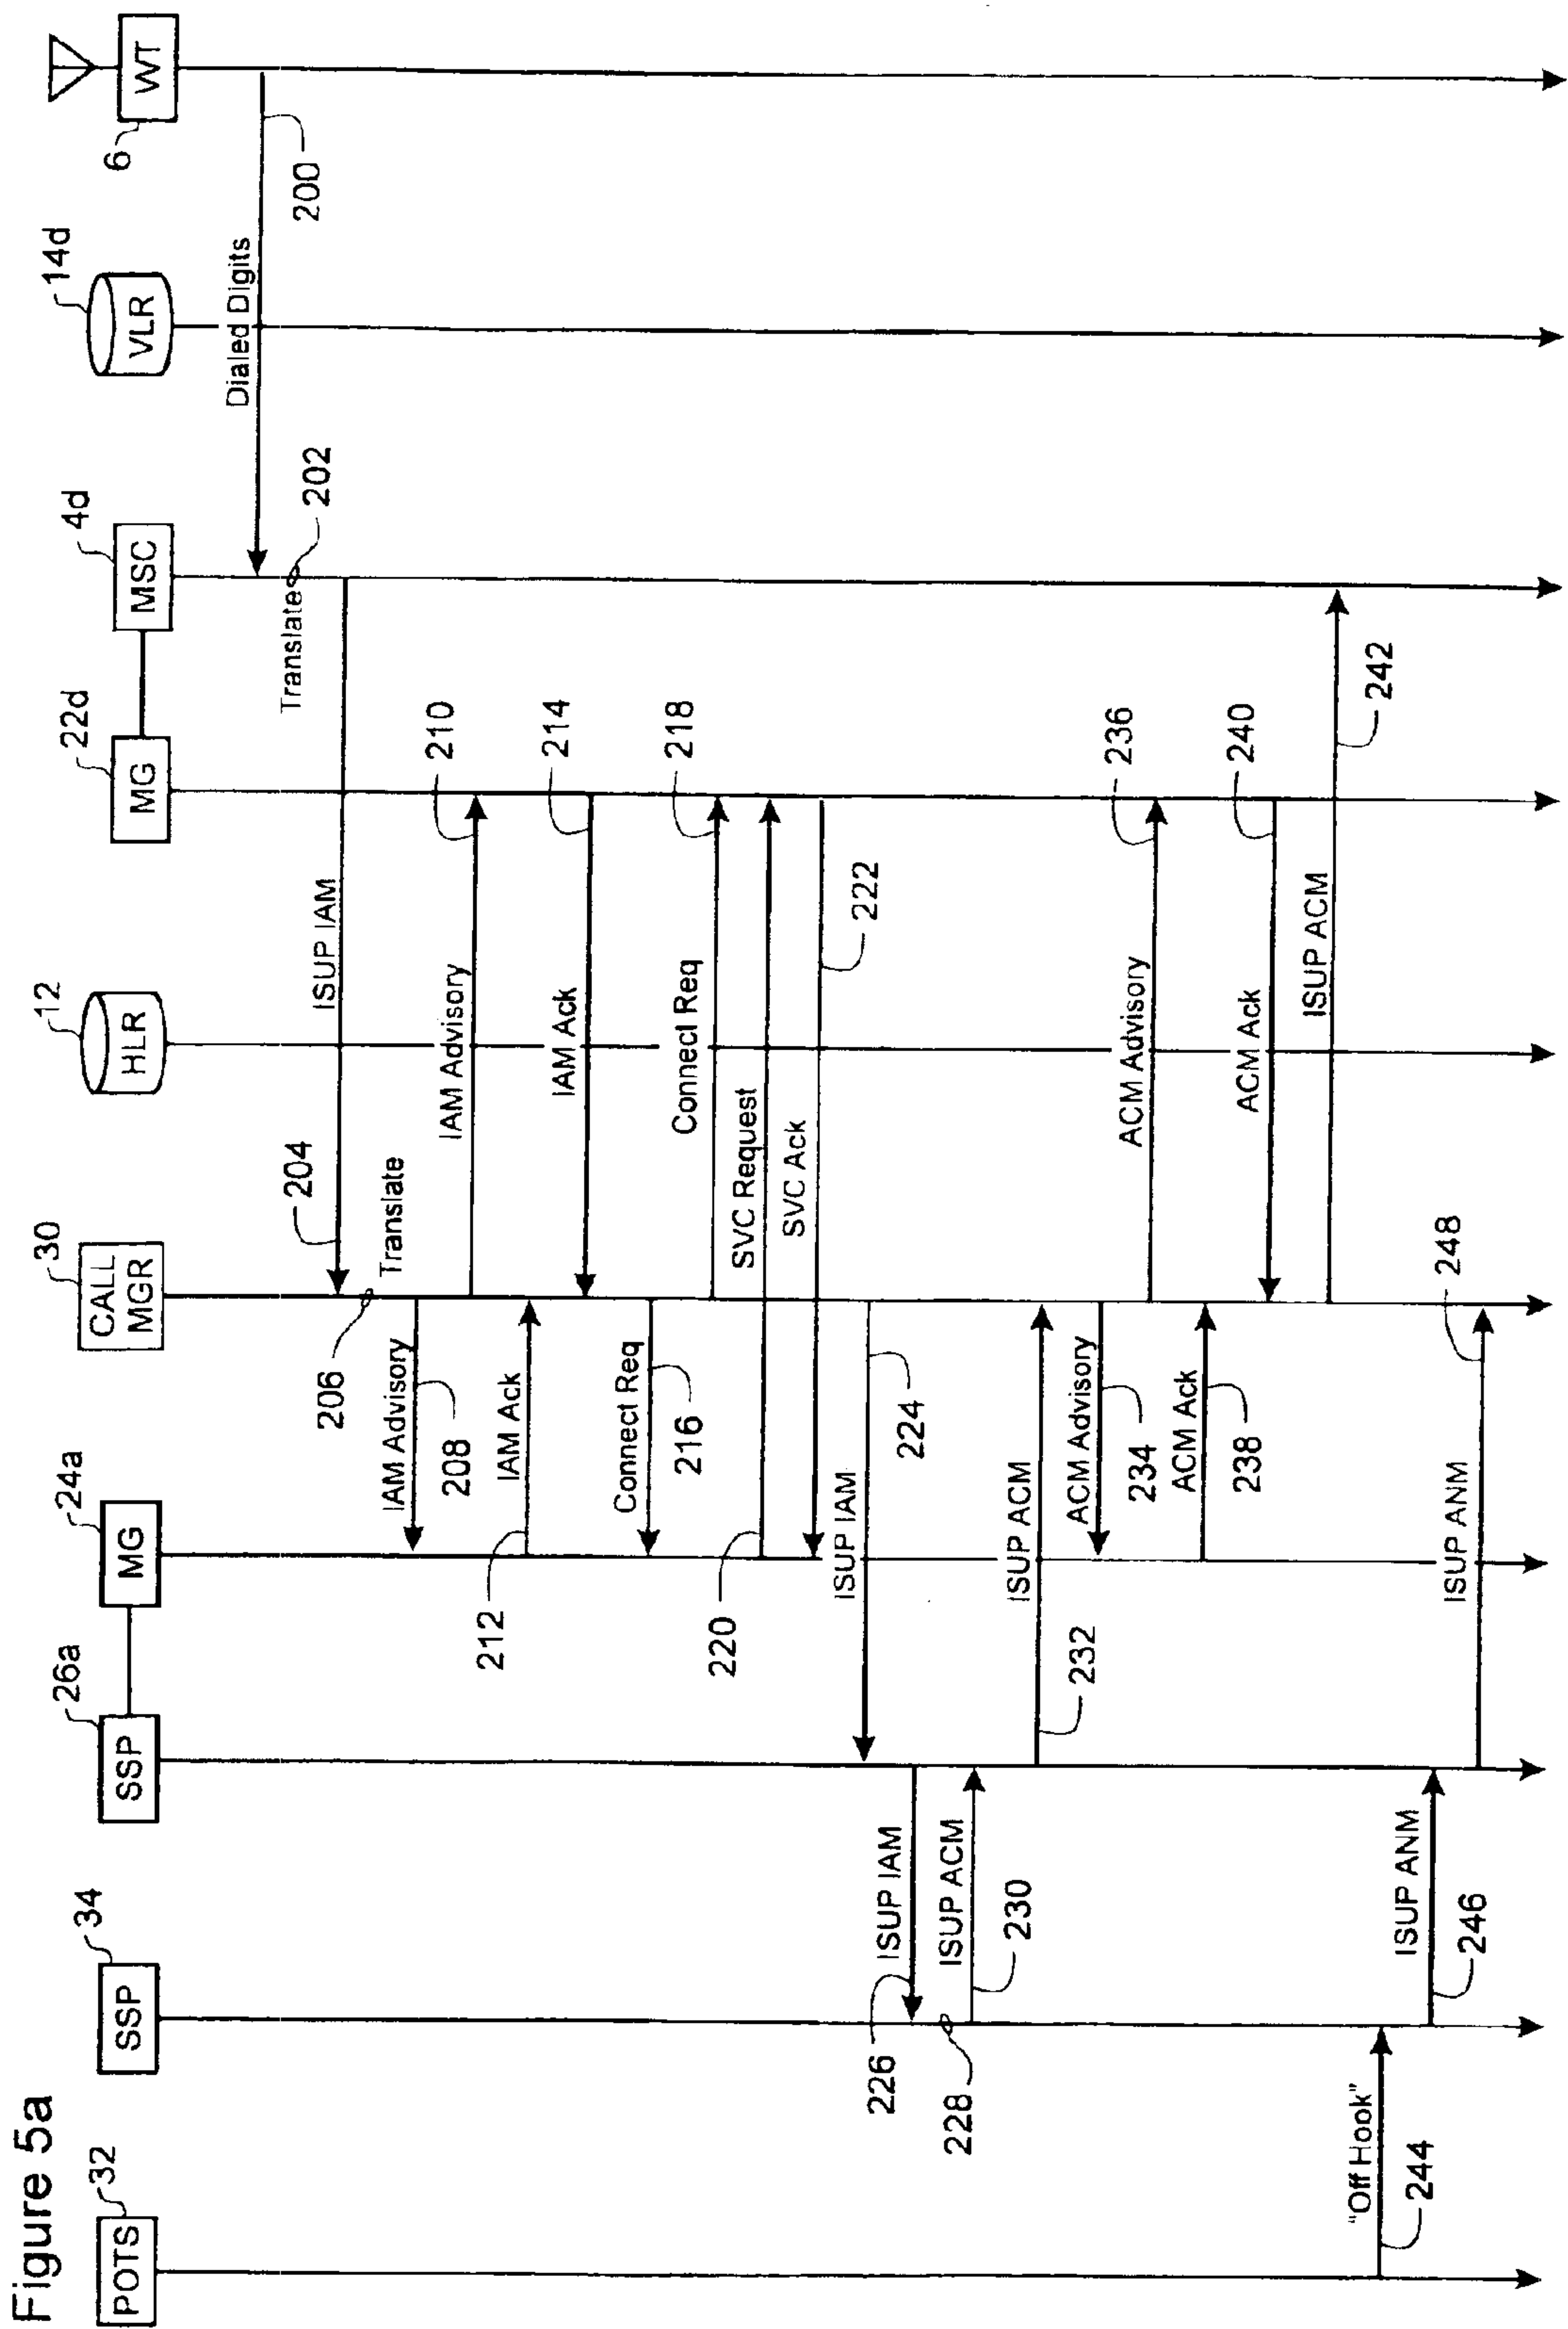 Figure 5a
POTS
32
SSP
34
SSP
26a
MG
24a
CALL
MGR
30
HLR
12
MG
22d
MSC
4d
VLR
14d
WT
6
Dialed Digits
200
Translate
202
ISUP IAM
204
Translate
206
IAM Advisory
208
IAM Advisory
210
IAM Ack
212
IAM Ack
214
Connect Req
216
Connect Req
218
SVC Request
220
SVC Ack
222
ISUP IAM
224
ISUP IAM
226
228
ISUP ACM
230
ISUP ACM
232
ACM Advisory
234
ACM Advisory
236
ACM Ack
238
ACM Ack
240
ISUP ACM
242
"Off Hook"
244
ISUP ANM
246
ISUP ANM
248